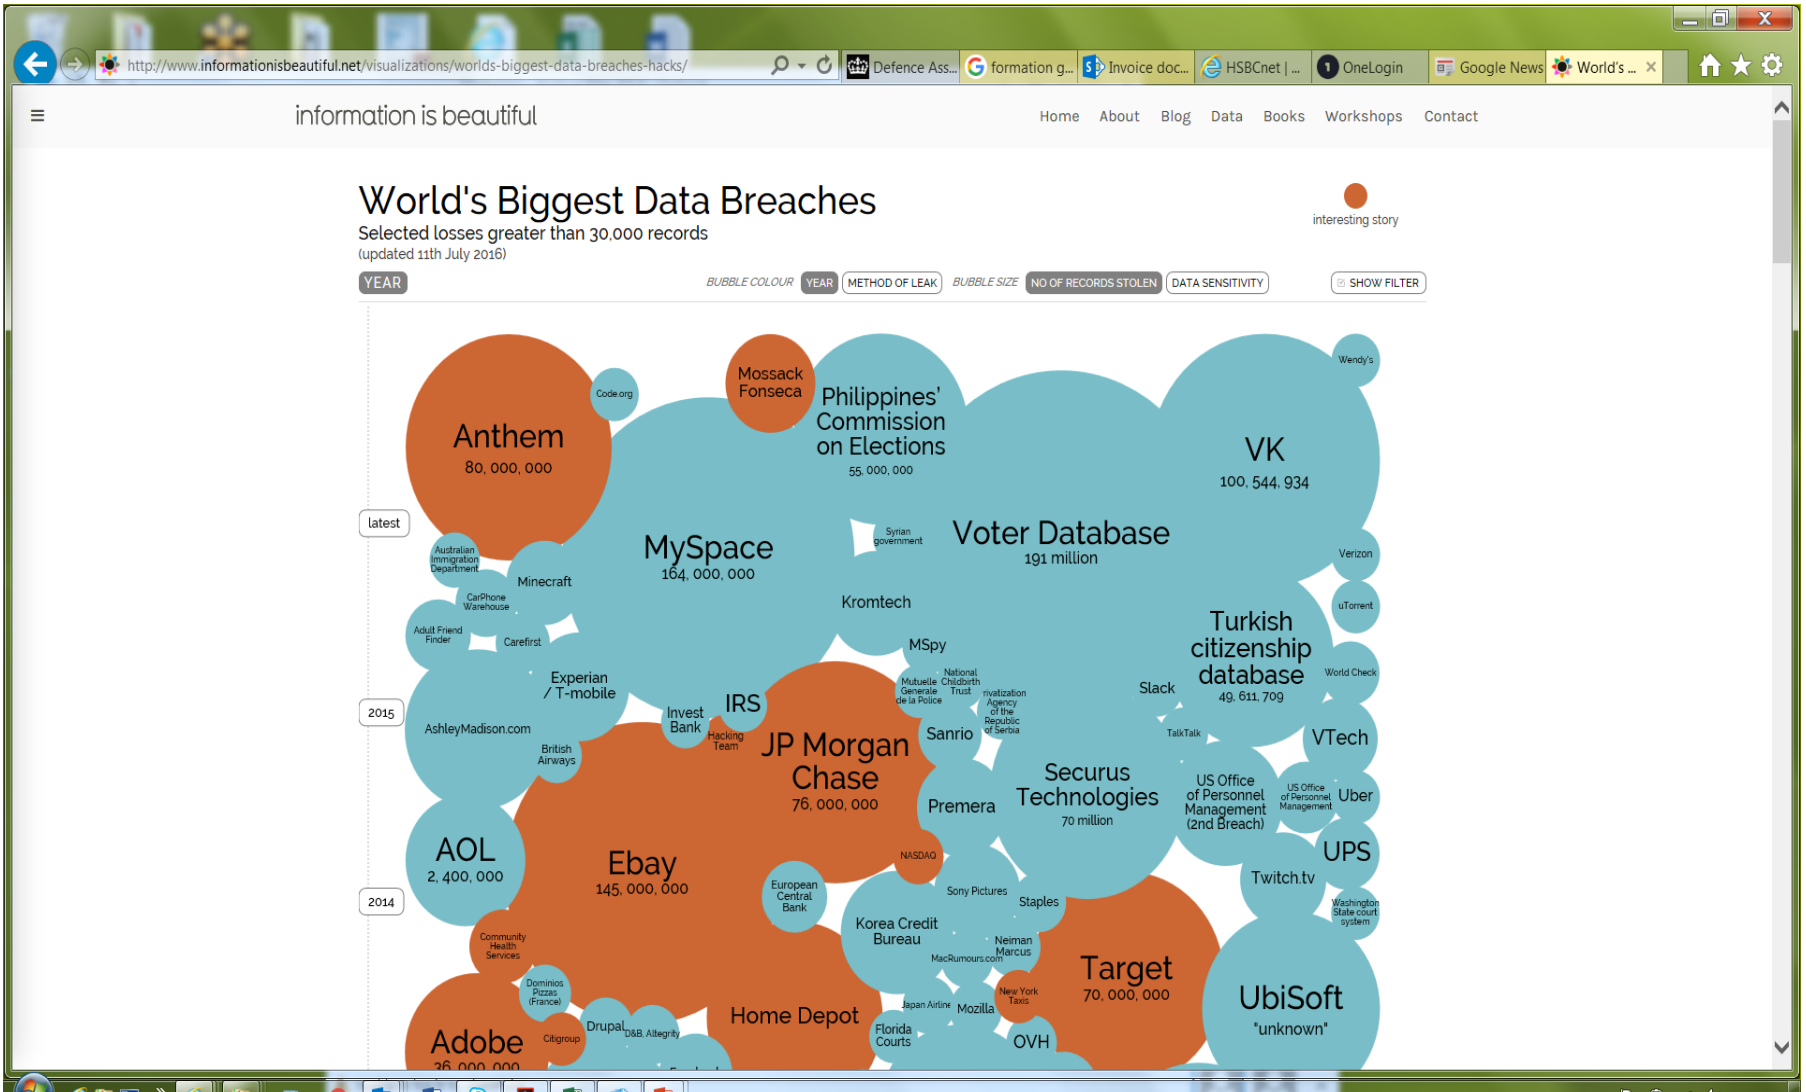 http://www.informationisbeautiful.net/visualizations/worlds-biggest-data-breaches-hacks/
Defence Ass...
formation g...
Invoice doc...
HSBCnet | ...
OneLogin
Google News
World's ...
information is beautiful
Home About Blog Data Books Workshops Contact
World's Biggest Data Breaches
Selected losses greater than 30,000 records
(updated 11th July 2016)
interesting story
YEAR
BUBBLE COLOUR YEAR METHOD OF LEAK BUBBLE SIZE NO OF RECORDS STOLEN DATA SENSITIVITY SHOW FILTER
latest
2015
2014
Anthem
80, 000, 000
Code.org
Mossack
Fonseca
Philippines'
Commission
on Elections
55, 000, 000
VK
100, 544, 934
Wendy's
MySpace
164, 000, 000
Syrian
government
Voter Database
191 million
Verizon
Australian
Immigration
Department
Minecraft
CarPhone
Warehouse
Adult Friend
Finder
Carefirst
Kromtech
uTorrent
Turkish
citizenship
database
49, 611, 709
MSpy
Experian
/ T-mobile
Mutuelle
Generale
de la Police
National
Childbirth
Trust
rivatization
Agency
of the
Republic
of Serbia
Slack
World Check
AshleyMadison.com
Invest
Bank
IRS
Hacking
Team
JP Morgan
Chase
76, 000, 000
Sanrio
TalkTalk
VTech
British
Airways
Premera
Securus
Technologies
70 million
US Office
of Personnel
Management
(2nd Breach)
US Office
of Personnel
Management
Uber
AOL
2, 400, 000
Ebay
145, 000, 000
NASDAQ
UPS
European
Central
Bank
Sony Pictures
Staples
Twitch.tv
Korea Credit
Bureau
Washington
State court
system
Community
Health
Services
Neiman
Marcus
MacRumours.com
Target
70, 000, 000
Dominios
Pizzas
(France)
New York
Taxis
UbiSoft
"unknown"
Japan Airline
Mozilla
Home Depot
Drupal
D&B, Altegrity
Citigroup
Florida
Courts
OVH
Adobe
36, 000, 000